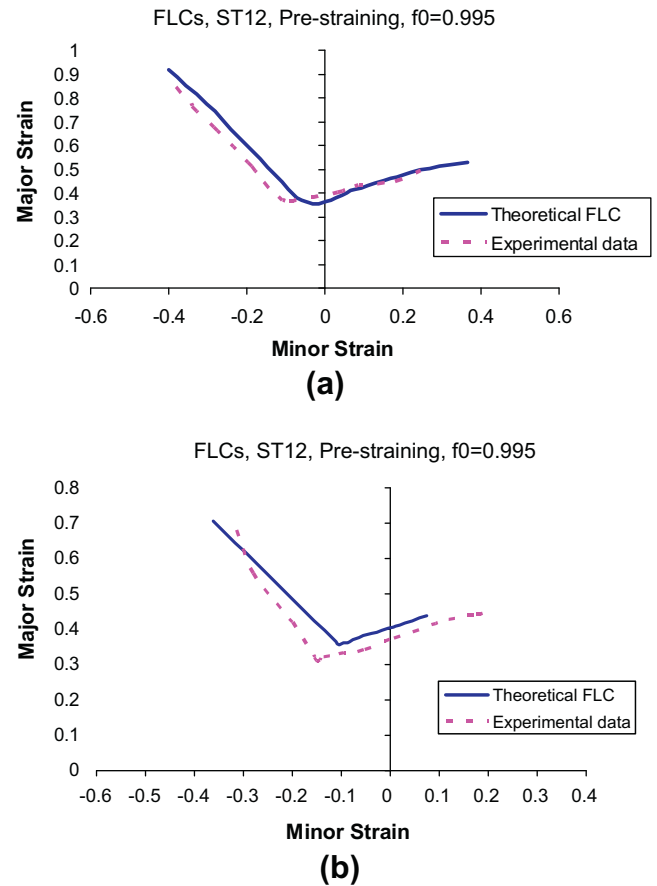 FLCs, ST12, Pre-straining, f0=0.995
1
0.9
0.8
0.7
0.6
0.5
0.4
0.3
0.2
0.1
0
Major Strain
Theoretical FLC
Experimental data
-0.6 -0.4 -0.2 0 0.2 0.4 0.6
Minor Strain
(a)
FLCs, ST12, Pre-straining, f0=0.995
0.8
0.7
0.6
0.5
0.4
0.3
0.2
0.1
0
Major Strain
Theoretical FLC
Experimental data
-0.6 -0.5 -0.4 -0.3 -0.2 -0.1 0 0.1 0.2 0.3 0.4
Minor Strain
(b)